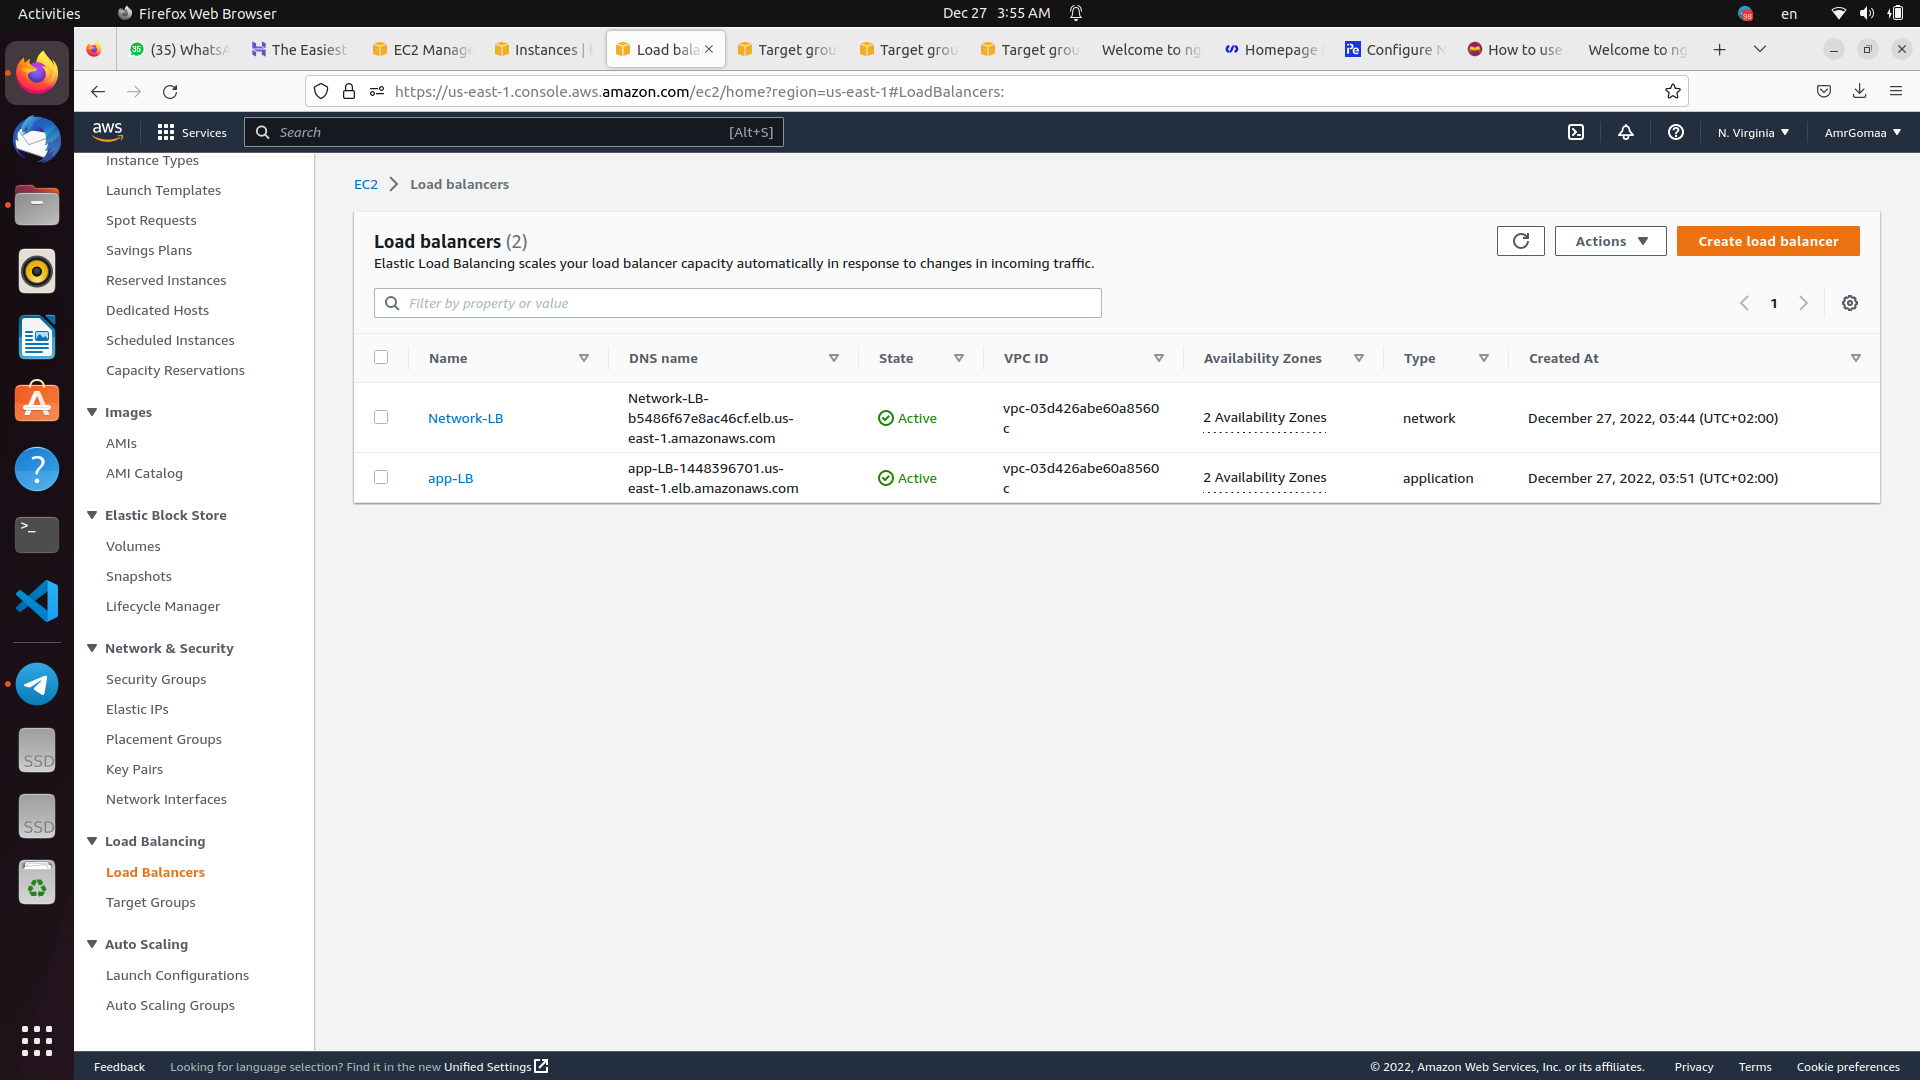 Activities
Firefox Web Browser
Dec 27 3:55 AM
98
en
(35) WhatsA
The Easiest
EC2 Manage
Instances | E
Load bala
Target grou
Target grou
Target grou
Welcome to ng
Homepage
Configure N
How to use
Welcome to ng
https://us-east-1.console.aws.amazon.com/ec2/home?region=us-east-1#LoadBalancers:
aws
Services
Search
[Alt+S]
N. Virginia
AmrGomaa
Instance Types
Launch Templates
Spot Requests
Savings Plans
Reserved Instances
Dedicated Hosts
Scheduled Instances
Capacity Reservations
Images
AMIs
AMI Catalog
Elastic Block Store
Volumes
Snapshots
Lifecycle Manager
Network & Security
Security Groups
Elastic IPs
Placement Groups
Key Pairs
Network Interfaces
Load Balancing
Load Balancers
Target Groups
Auto Scaling
Launch Configurations
Auto Scaling Groups
SSD
SSD
EC2
Load balancers
Load balancers (2)
Elastic Load Balancing scales your load balancer capacity automatically in response to changes in incoming traffic.
Actions
Create load balancer
Filter by property or value
1
Name
DNS name
State
VPC ID
Availability Zones
Type
Created At
Network-LB
Network-LB-
b5486f67e8ac46cf.elb.us-
east-1.amazonaws.com
Active
vpc-03d426abe60a8560
c
2 Availability Zones
network
December 27, 2022, 03:44 (UTC+02:00)
app-LB
app-LB-1448396701.us-
east-1.elb.amazonaws.com
Active
vpc-03d426abe60a8560
c
2 Availability Zones
application
December 27, 2022, 03:51 (UTC+02:00)
Feedback
Looking for language selection? Find it in the new Unified Settings
© 2022, Amazon Web Services, Inc. or its affiliates.
Privacy
Terms
Cookie preferences